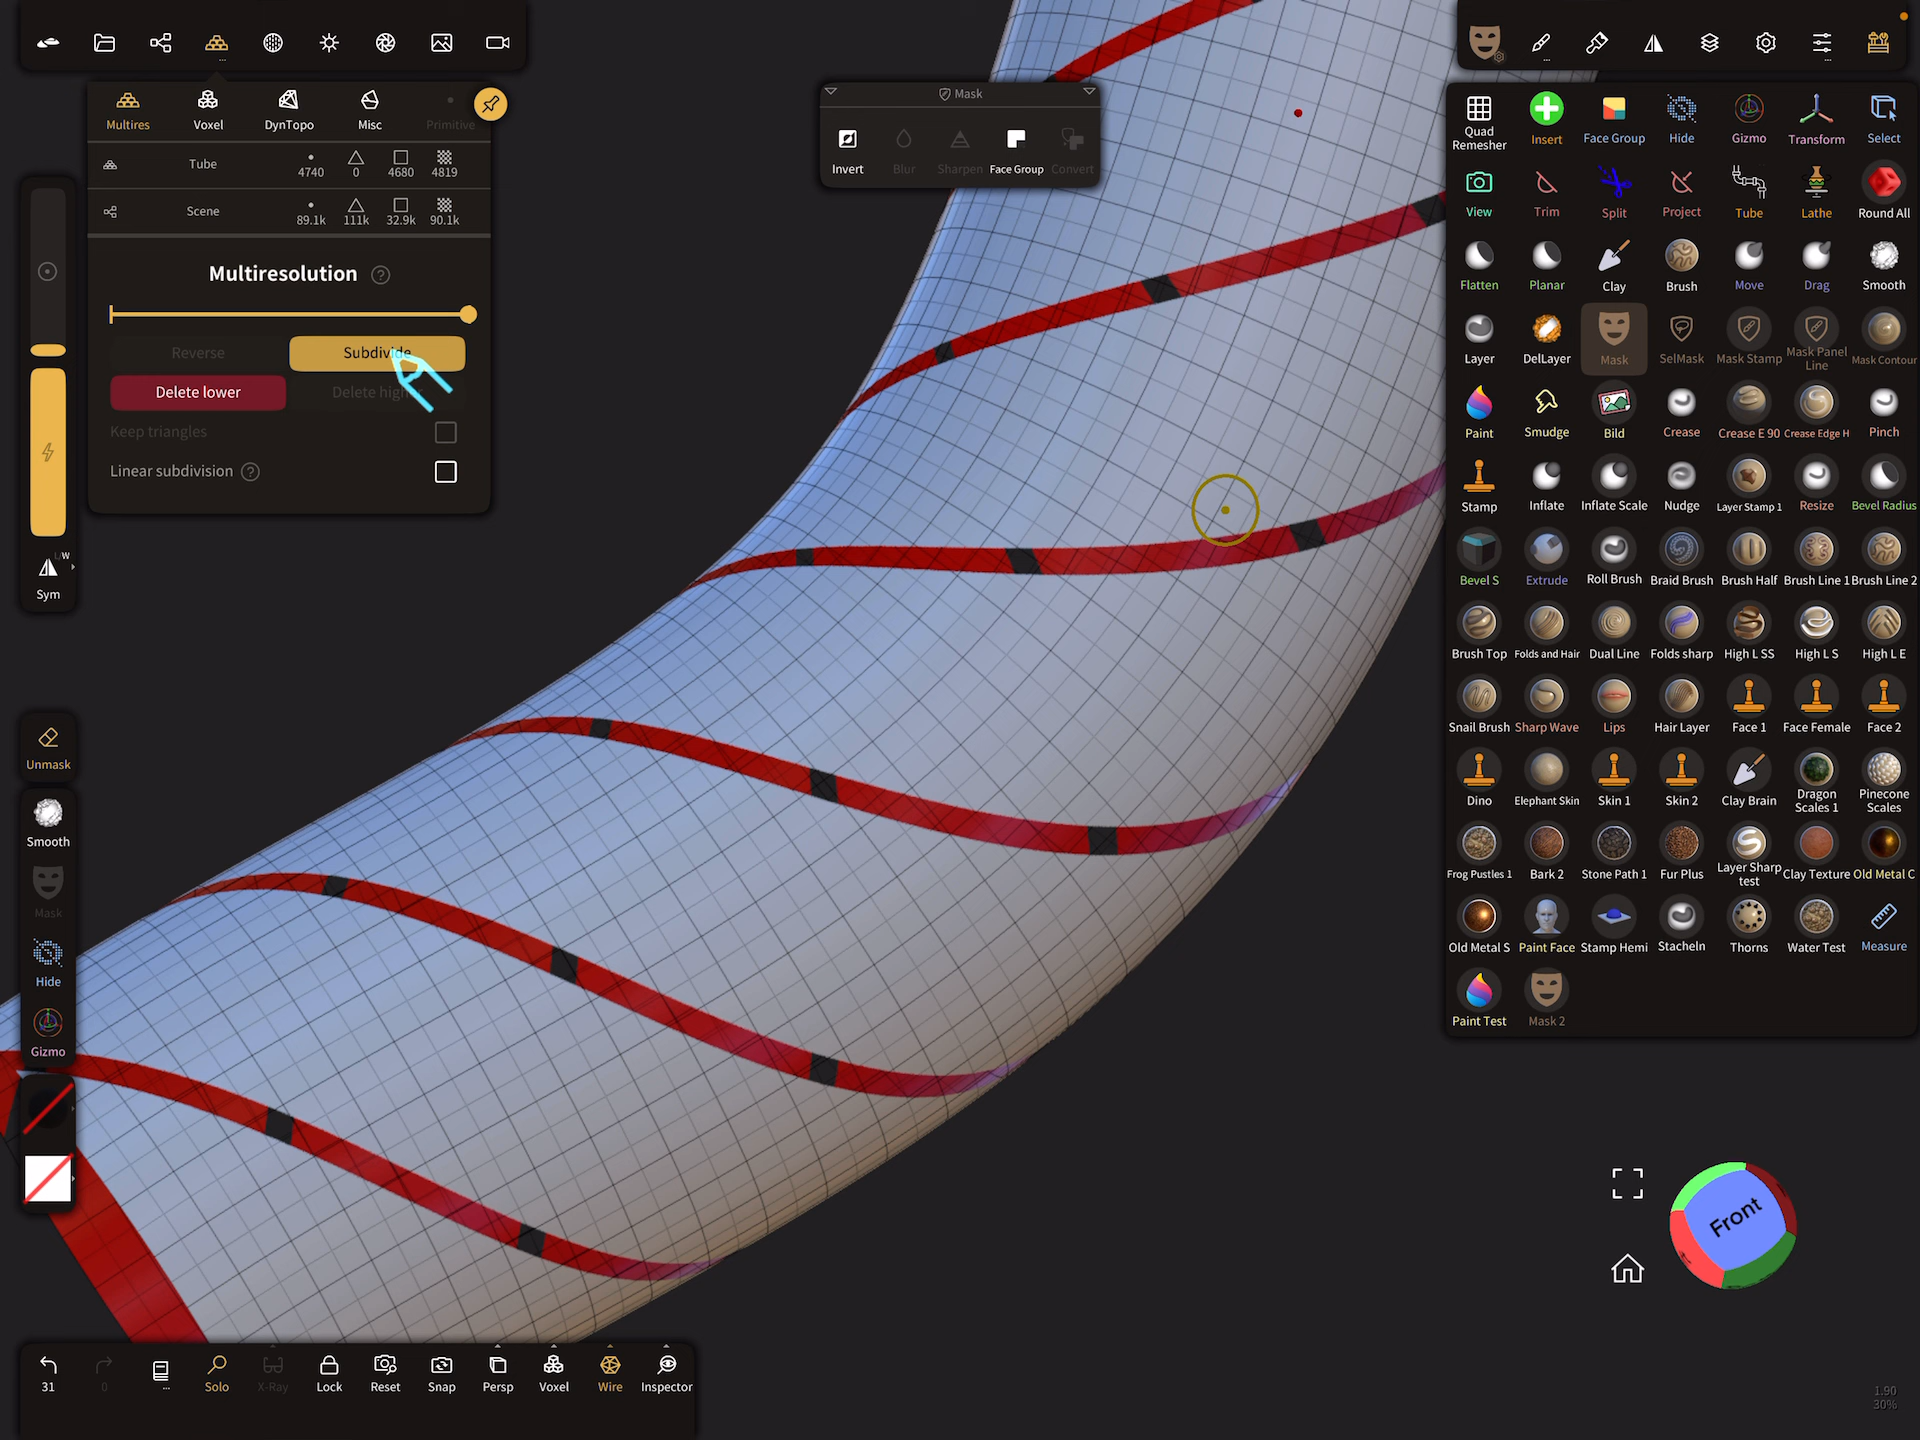 Multires
Voxel
DynTopo
Misc
Primitive
Tube
4740
0
4680
4819
Scene
89.1k
111k
32.9k
90.1k
Multiresolution ?
Reverse
Subdivide
Delete lower
Keep triangles
Linear subdivision ?
Sym
Unmask
Smooth
Mask
Hide
Gizmo
Mask
Invert
Blur
Sharpen
Face Group
Convert
Quad Remesher
Insert
Face Group
Hide
Gizmo
Transform
Select
View
Trim
Split
Project
Tube
Lathe
Round All
Flatten
Planar
Clay
Brush
Move
Drag
Smooth
Layer
DelLayer
Mask
SelMask
Mask Stamp
Mask Panel Line
Mask Contour
Paint
Smudge
Bild
Crease
Crease E 90
Crease Edge H
Pinch
Stamp
Inflate
Inflate Scale
Nudge
Layer Stamp 1
Resize
Bevel Radius
Bevel S
Extrude
Roll Brush
Braid Brush
Brush Half
Brush Line 1
Brush Line 2
Brush Top
Folds and Hair
Dual Line
Folds sharp
High L SS
High L S
High L E
Snail Brush
Sharp Wave
Lips
Hair Layer
Face 1
Face Female
Face 2
Dino
Elephant Skin
Skin 1
Skin 2
Clay Brain
Dragon Scales 1
Pinecone Scales
Frog Pustles 1
Bark 2
Stone Path 1
Fur Plus
Layer Sharp test
Clay Texture
Old Metal C
Old Metal S
Paint Face
Stamp Hemi
Stacheln
Thorns
Water Test
Measure
Paint Test
Mask 2
Front
31
0
Solo
X-Ray
Lock
Reset
Snap
Persp
Voxel
Wire
Inspector
1.90
30%